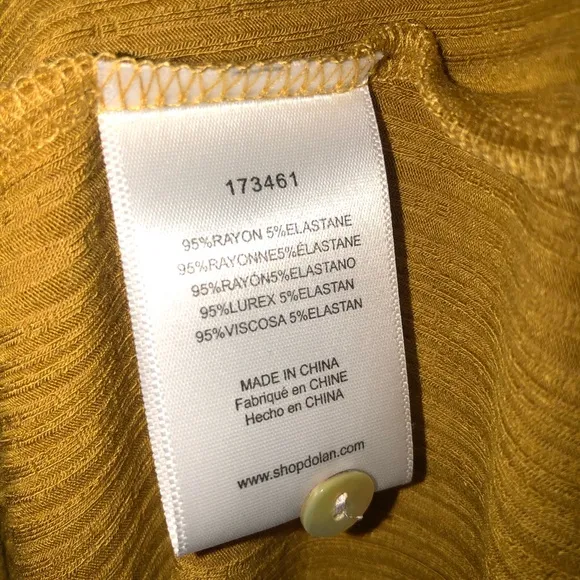 173461
95%RAYON 5%ELASTANE
95%RAYONNE5%ÉLASTANE
95%RAYÓN5%ELASTANO
95%LUREX 5%ELASTAN
95%VISCOSA 5%ELASTAN
MADE IN CHINA
Fabriqué en CHINE
Hecho en CHINA
www.shopdolan.com